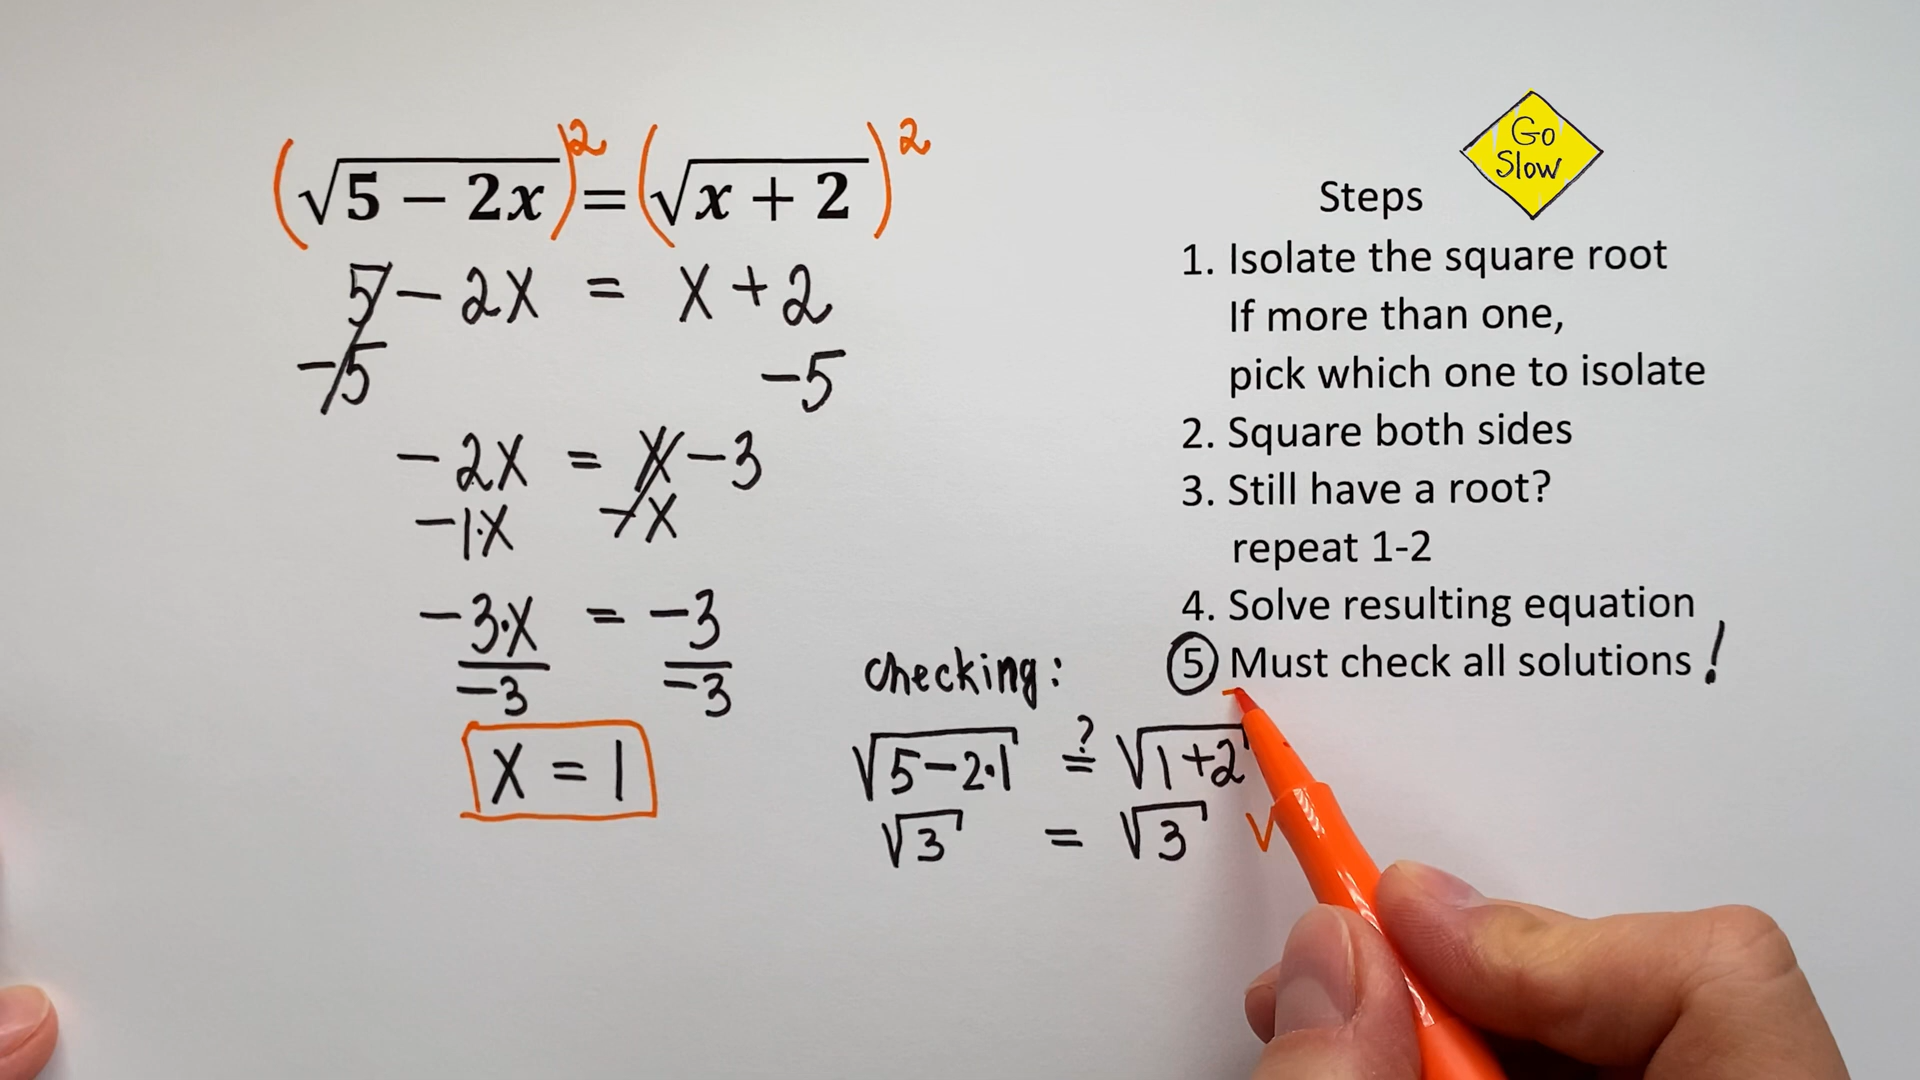 (√5 − 2x)² = (√x + 2)²
5 − 2x = x + 2
−5 −5
−2x = x − 3
−1·x −x
−3·x = −3
−3 −3
x = 1
checking:
√5−2·1 ≟ √1+2
√3 = √3 ✓
Go
Slow
Steps
1. Isolate the square root
If more than one,
pick which one to isolate
2. Square both sides
3. Still have a root?
repeat 1-2
4. Solve resulting equation
5 Must check all solutions!